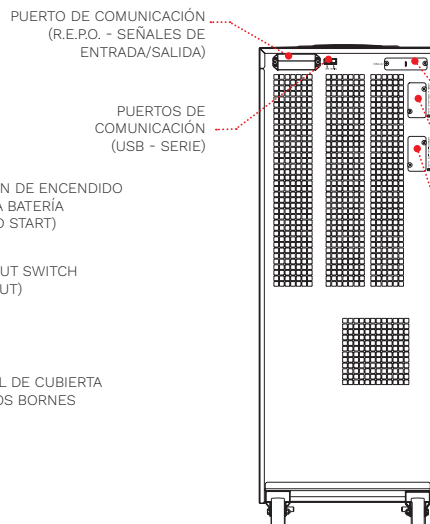 PUERTO DE COMUNICACIÓN
(R.E.P.O. - SEÑALES DE
ENTRADA/SALIDA)
PUERTOS DE
COMUNICACIÓN
(USB - SERIE)
N DE ENCENDIDO
A BATERÍA
D START)
UT SWITCH
UT)
L DE CUBIERTA
OS BORNES